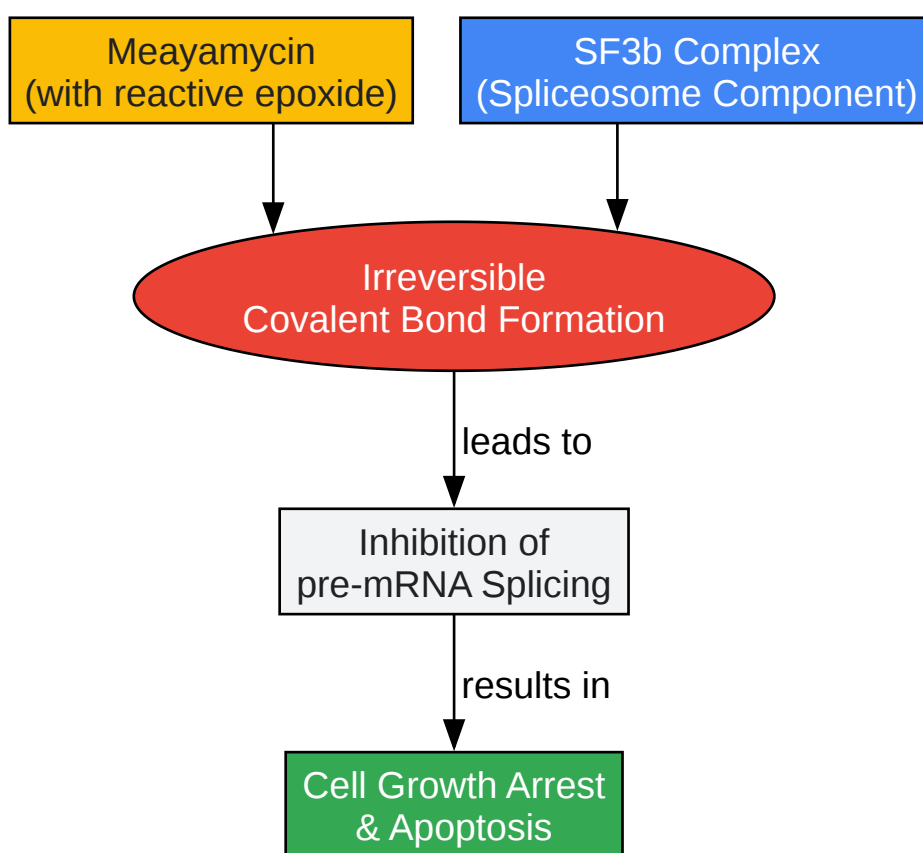 Meayamycin
(with reactive epoxide)
SF3b Complex
(Spliceosome Component)
Irreversible
Covalent Bond Formation
leads to
Inhibition of
pre-mRNA Splicing
results in
Cell Growth Arrest
& Apoptosis